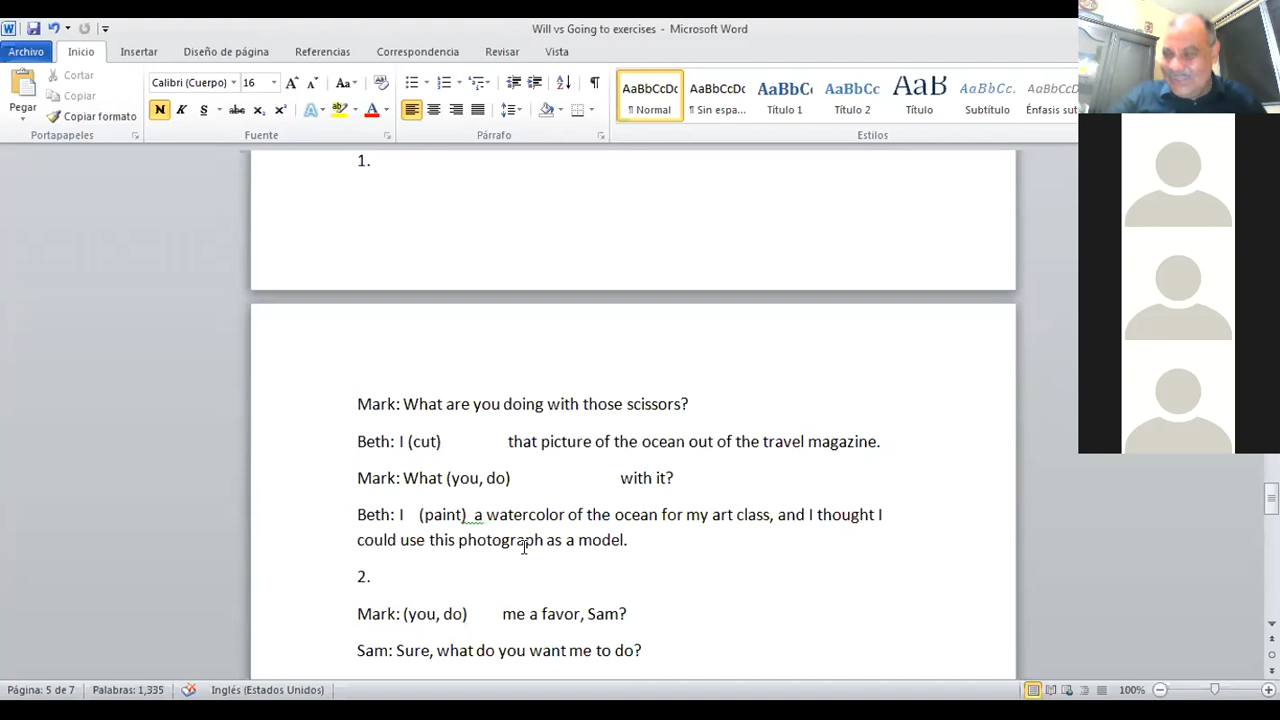 Will vs Going to exercises - Microsoft Word
Archivo Inicio Insertar Diseño de página Referencias Correspondencia Revisar Vista
Pegar
Cortar
Copiar
Copiar formato
Portapapeles
Calibri (Cuerpo) 16
Fuente
Párrafo
AaBbCcDc AaBbCcDc AaBbC AaBbCc AaB AaBbCc. AaBbCc
¶ Normal ¶ Sin espa... Título 1 Título 2 Título Subtítulo Énfasis sut
Estilos
1.
Mark: What are you doing with those scissors?
Beth: I (cut) that picture of the ocean out of the travel magazine.
Mark: What (you, do) with it?
Beth: I (paint) a watercolor of the ocean for my art class, and I thought I
could use this photograph as a model.
2.
Mark: (you, do) me a favor, Sam?
Sam: Sure, what do you want me to do?
Página: 5 de 7 Palabras: 1,335 Inglés (Estados Unidos) 100%